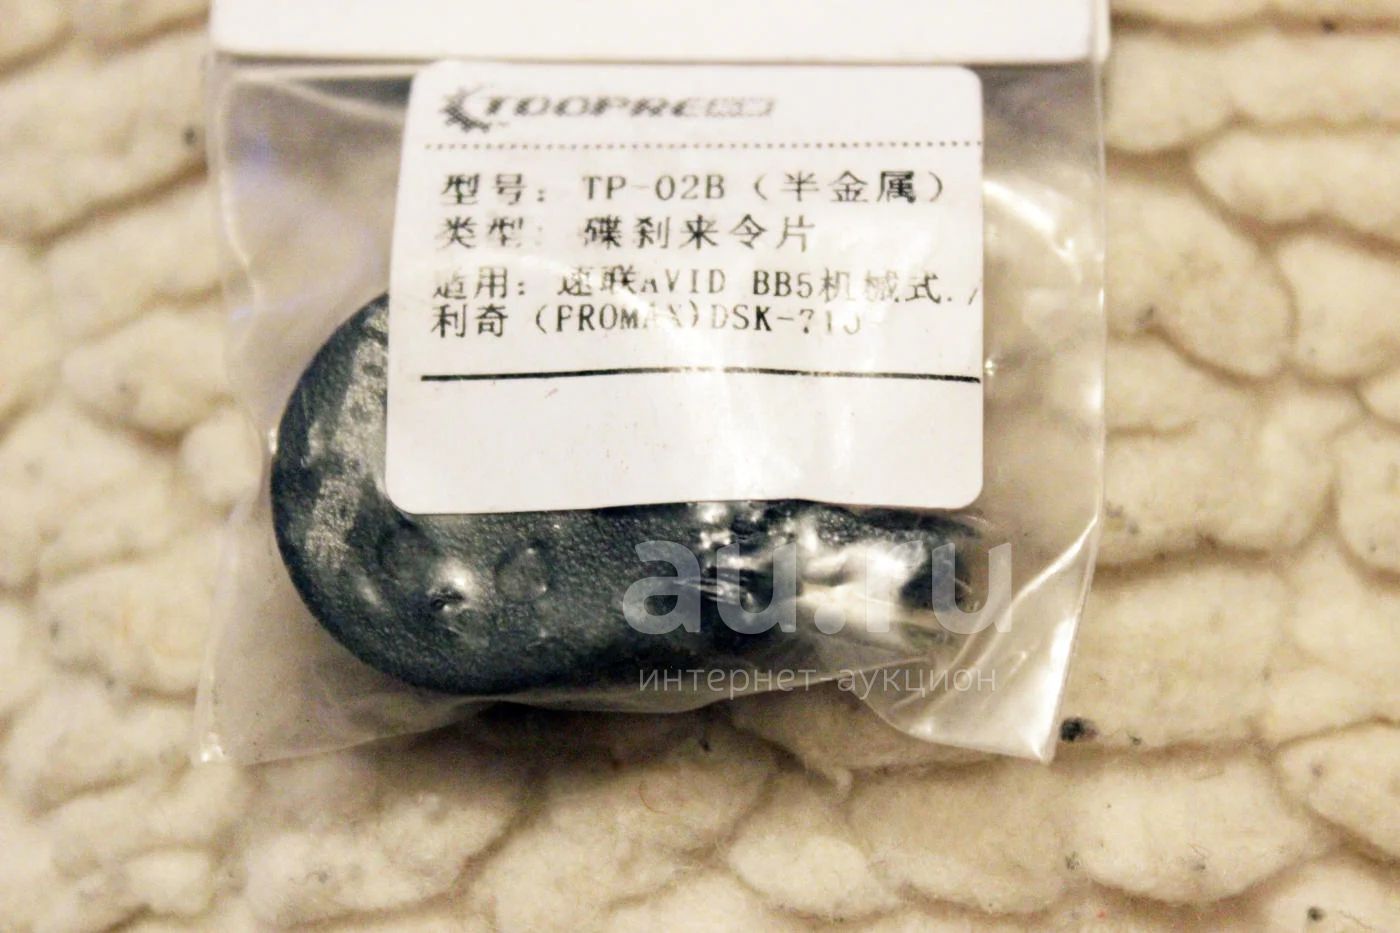 TOOPRE
型号：TP-02B（半金属）
类型：碟刹来令片
适用：速联AVID BB5机械式./
利奇（PROMAX)DSK-710
au.ru
интернет-аукцион